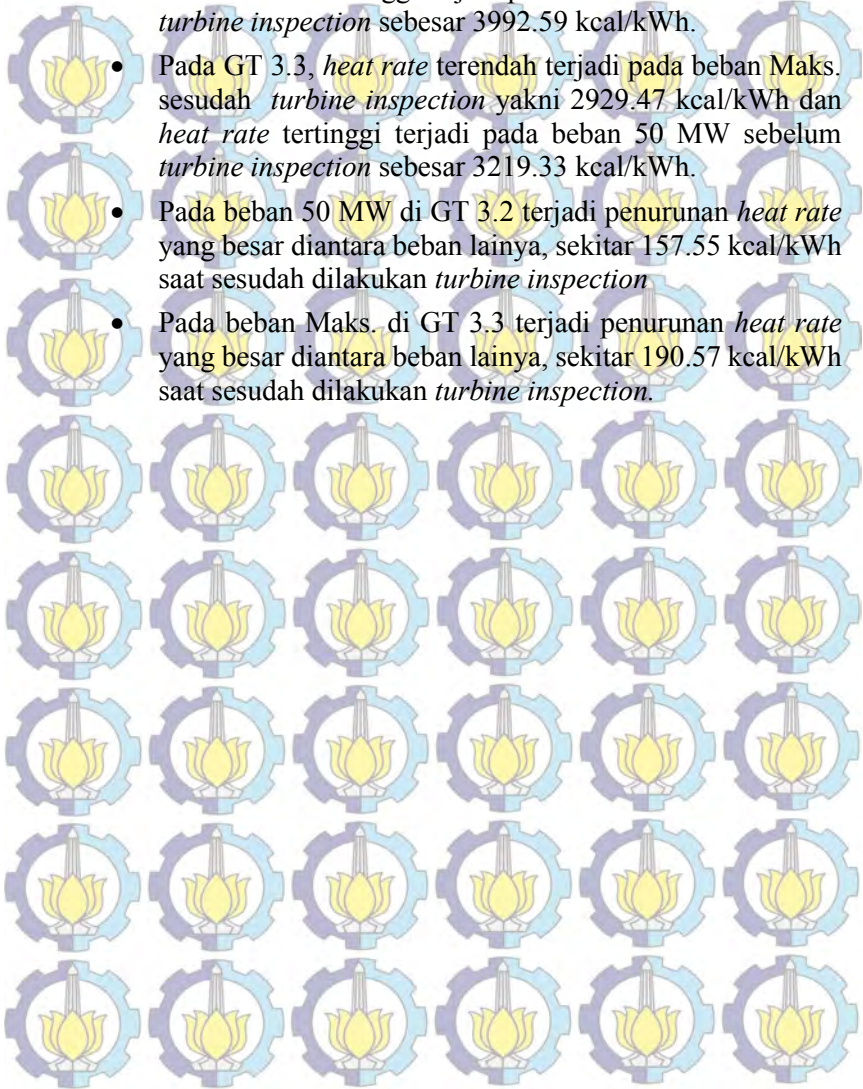 turbine inspection sebesar 3992.59 kcal/kWh.
• Pada GT 3.3, heat rate terendah terjadi pada beban Maks.
sesudah turbine inspection yakni 2929.47 kcal/kWh dan
heat rate tertinggi terjadi pada beban 50 MW sebelum
turbine inspection sebesar 3219.33 kcal/kWh.
• Pada beban 50 MW di GT 3.2 terjadi penurunan heat rate
yang besar diantara beban lainya, sekitar 157.55 kcal/kWh
saat sesudah dilakukan turbine inspection
• Pada beban Maks. di GT 3.3 terjadi penurunan heat rate
yang besar diantara beban lainya, sekitar 190.57 kcal/kWh
saat sesudah dilakukan turbine inspection.